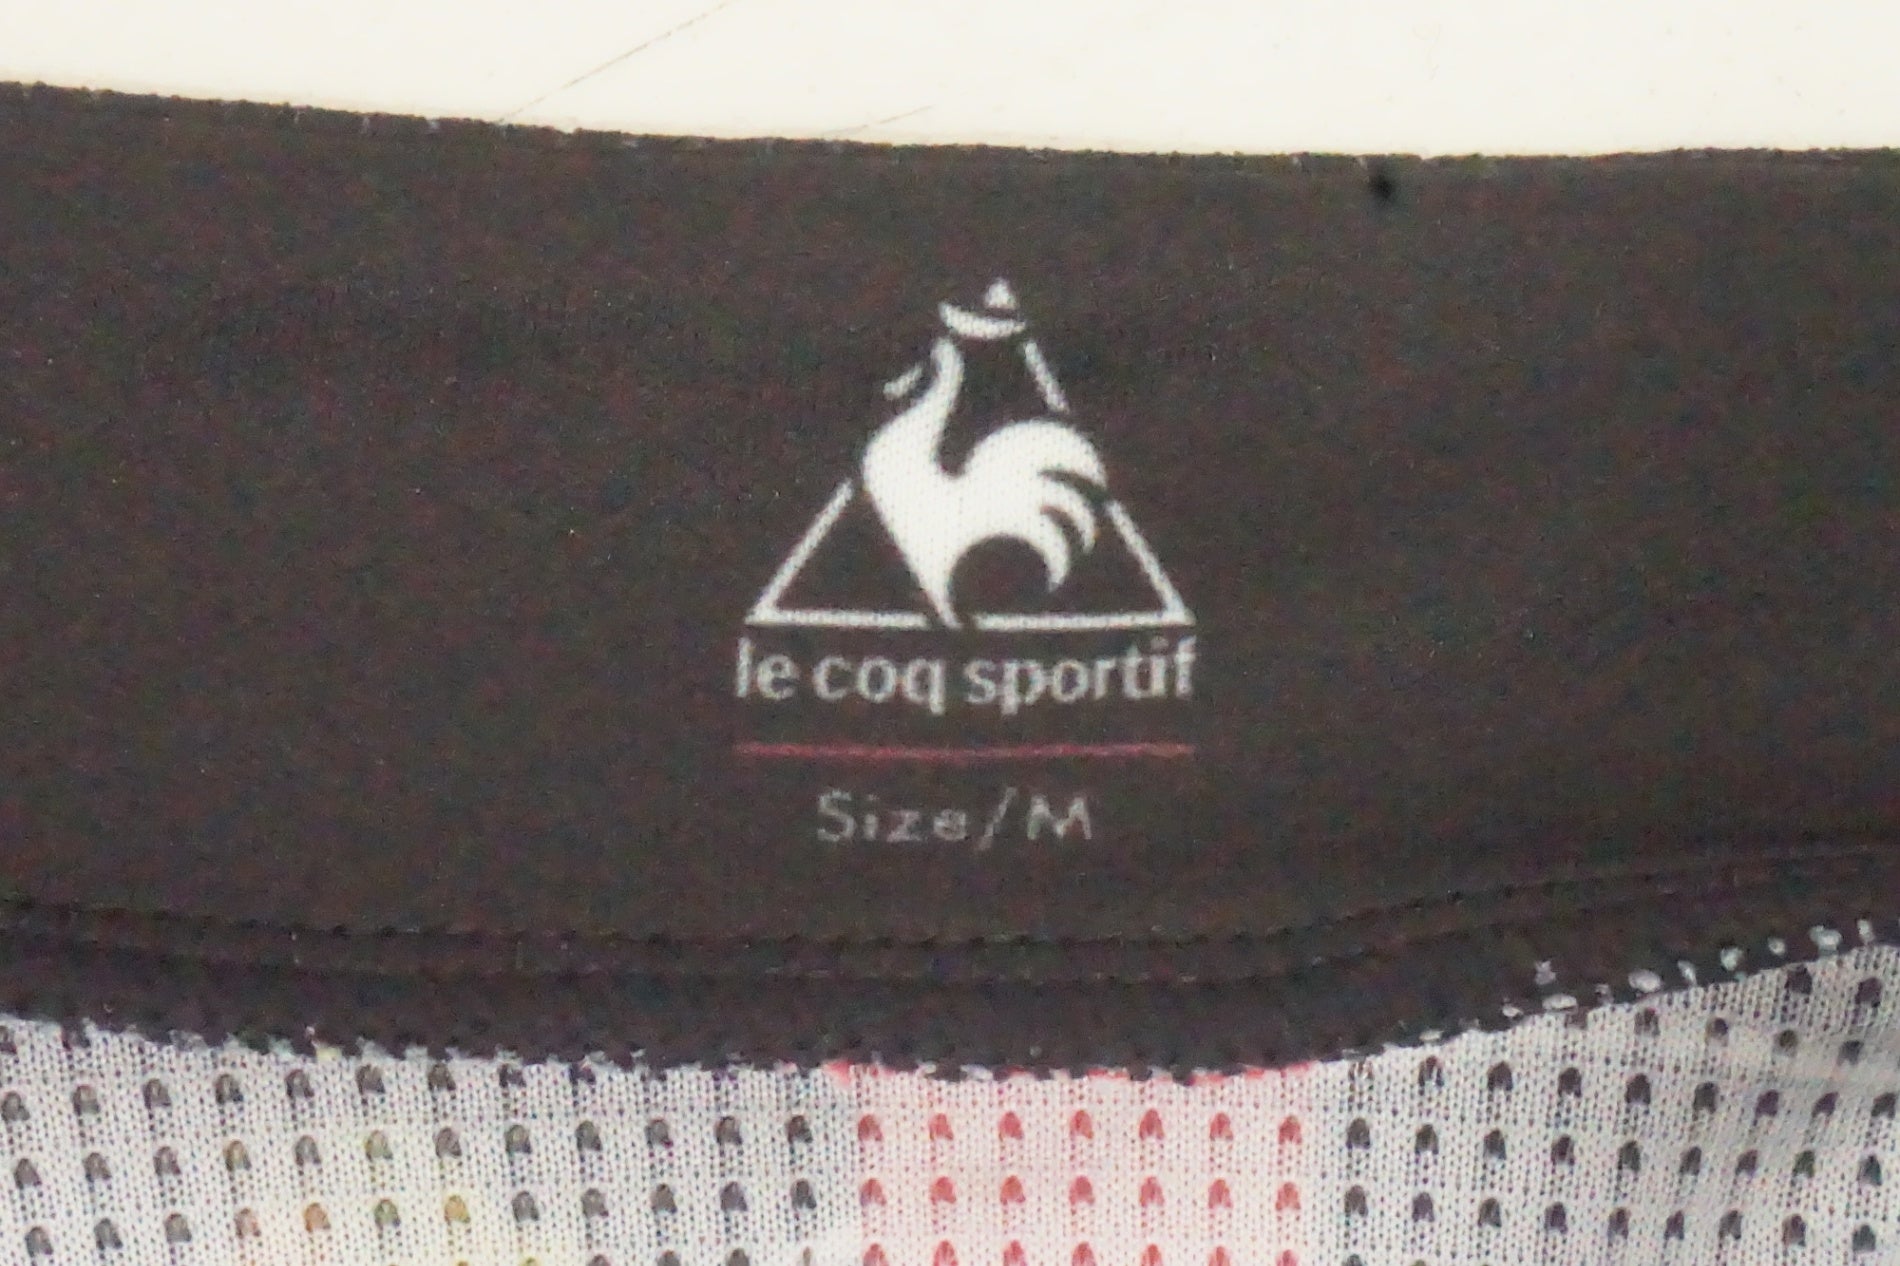 le coq sportif
Size/M